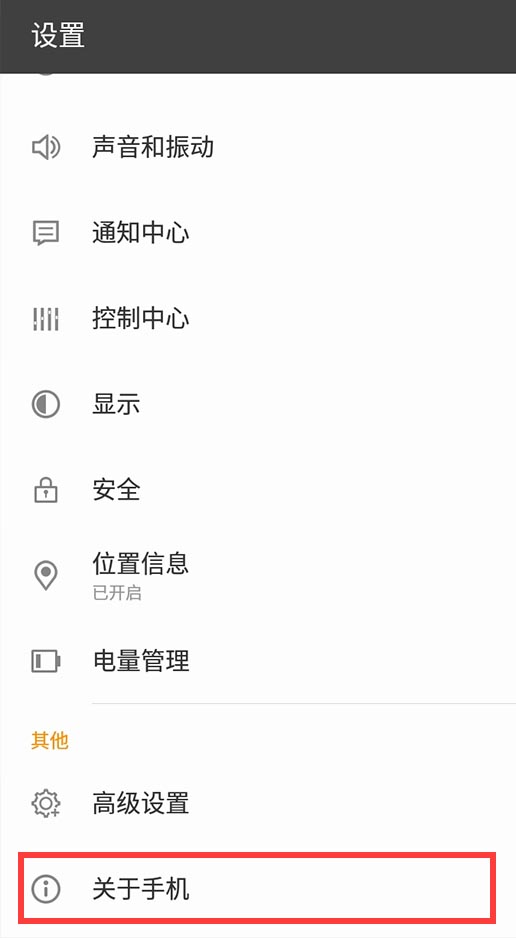 设置
声音和振动
通知中心
控制中心
显示
安全
位置信息
已开启
电量管理
其他
高级设置
关于手机